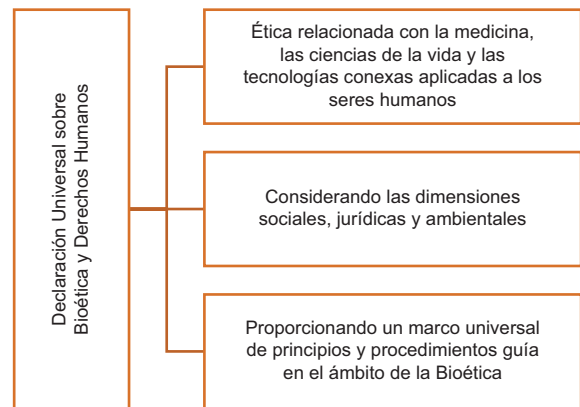 Declaración Universal sobre
Bioética y Derechos Humanos
Ética relacionada con la medicina,
las ciencias de la vida y las
tecnologías conexas aplicadas a los
seres humanos
Considerando las dimensiones
sociales, jurídicas y ambientales
Proporcionando un marco universal
de principios y procedimientos guía
en el ámbito de la Bioética